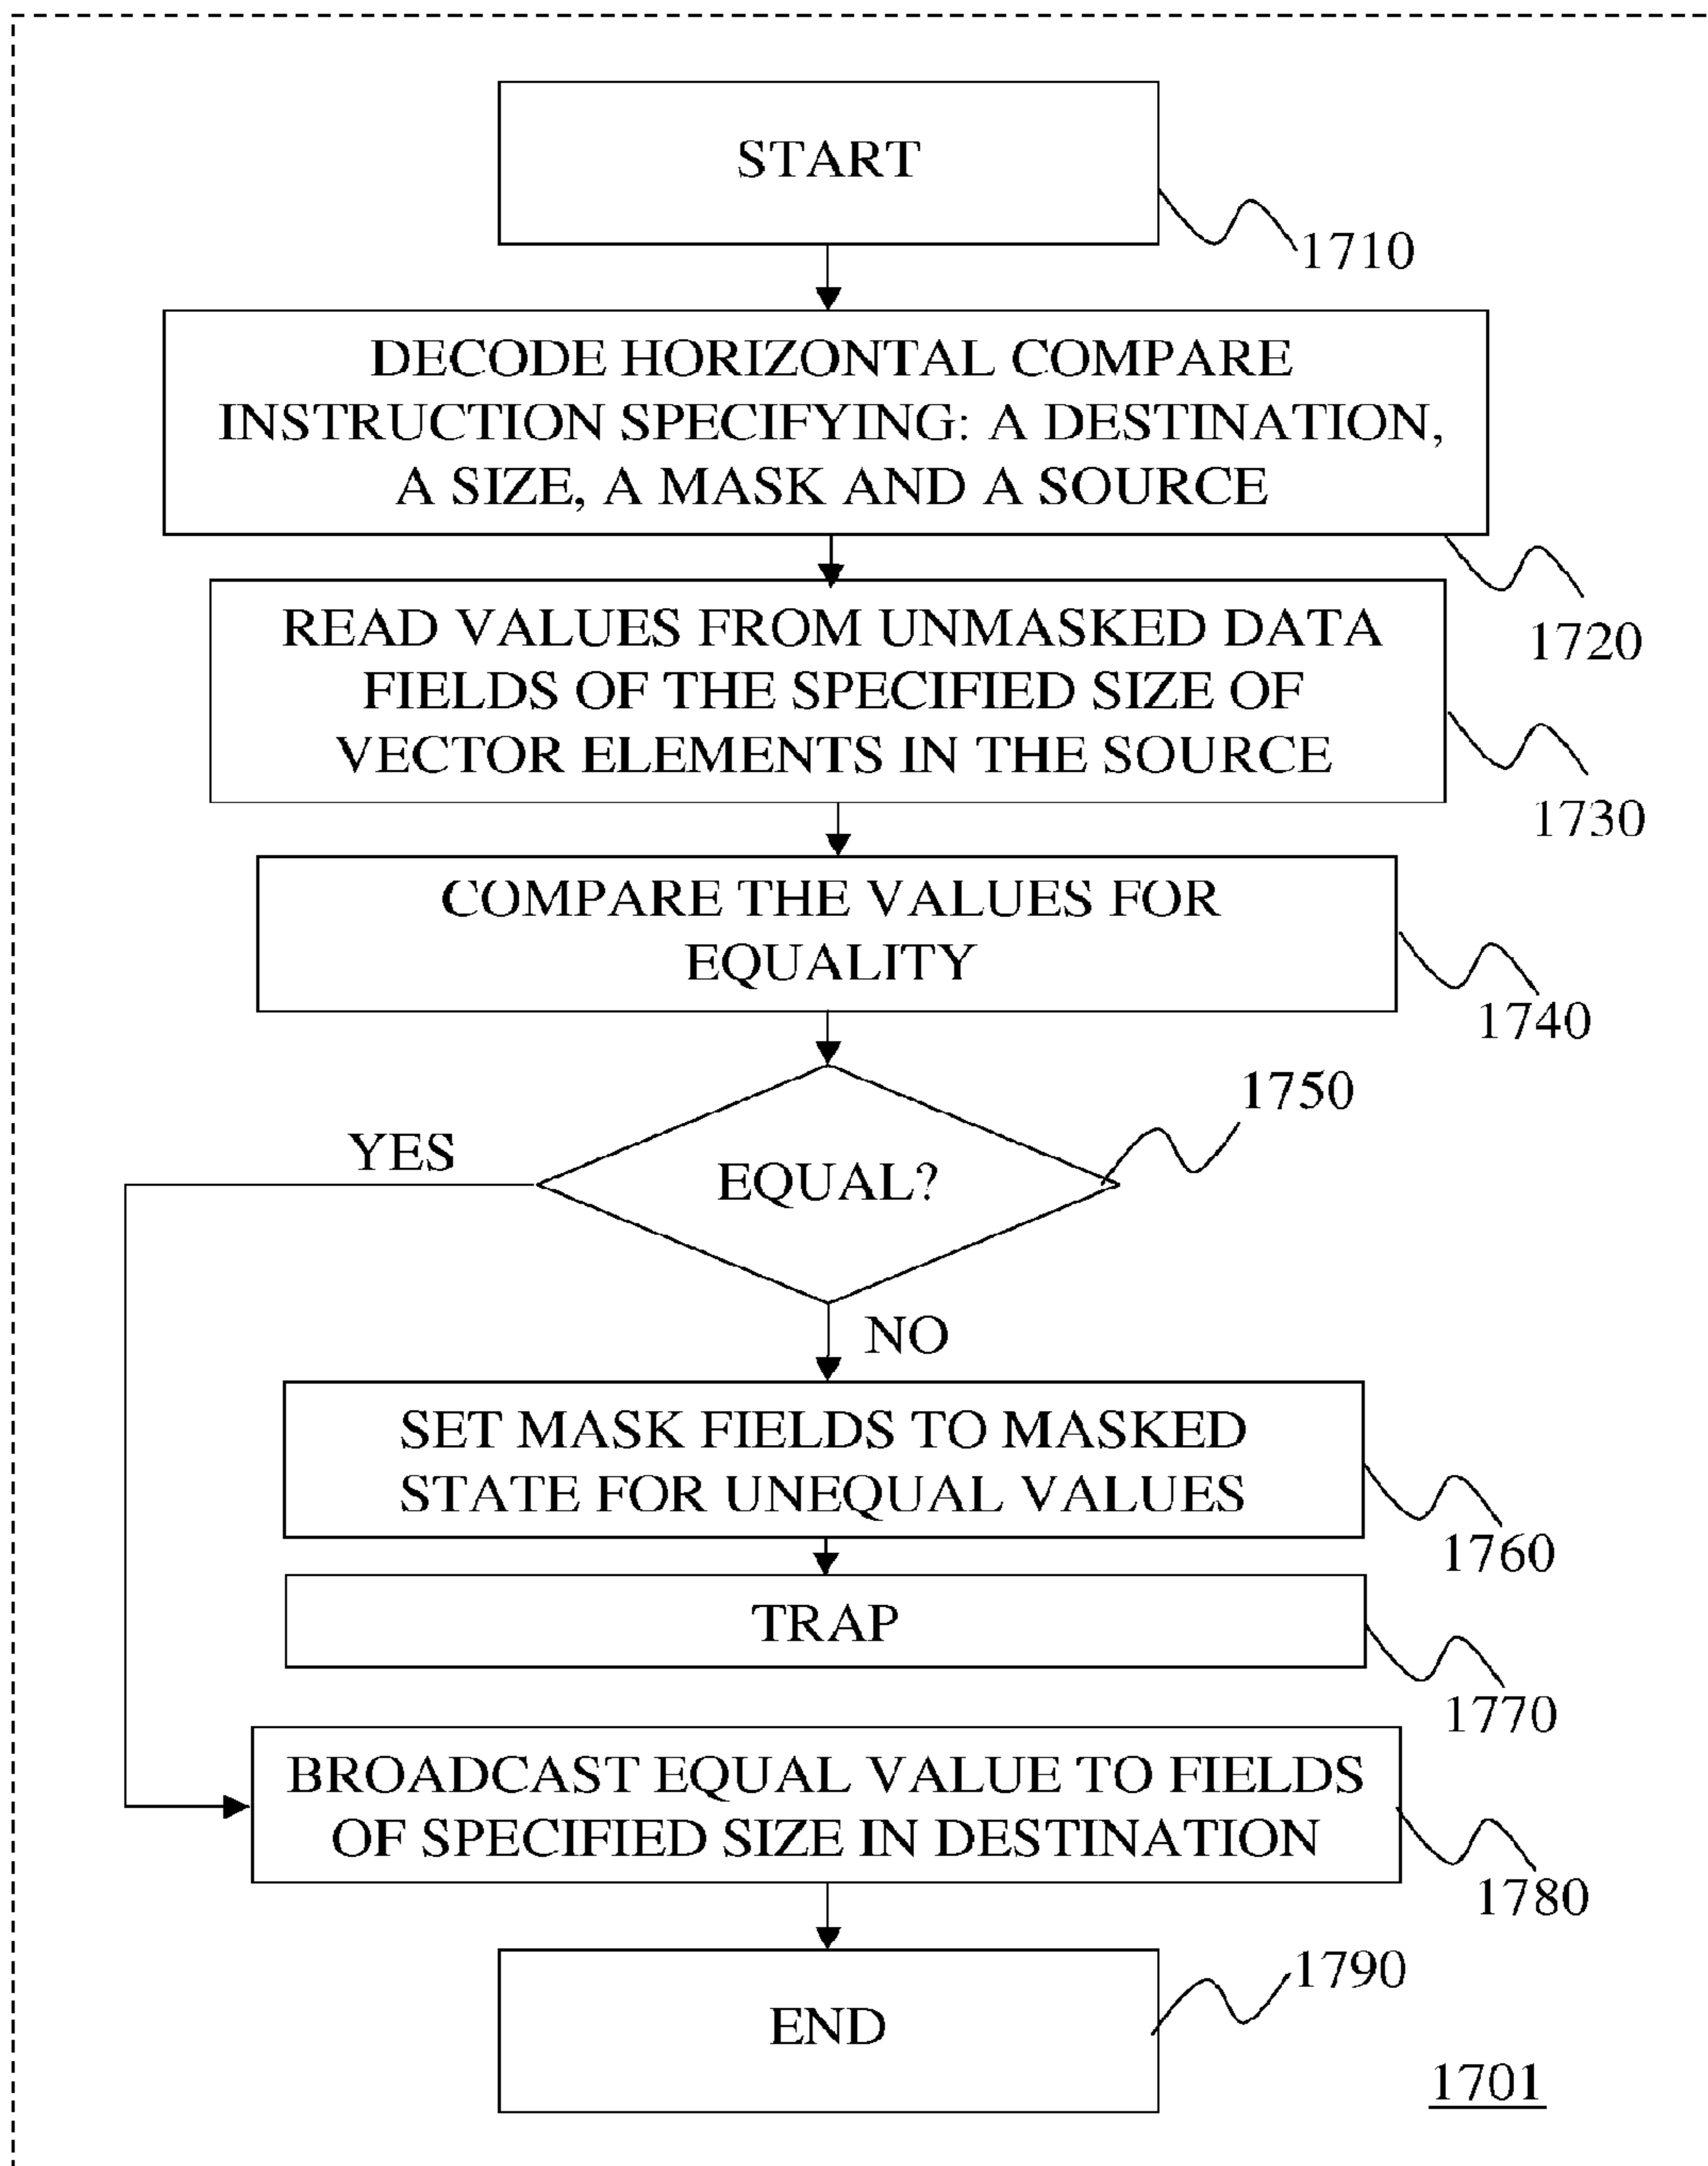 START
1710
DECODE HORIZONTAL COMPARE
INSTRUCTION SPECIFYING: A DESTINATION,
A SIZE, A MASK AND A SOURCE
1720
READ VALUES FROM UNMASKED DATA
FIELDS OF THE SPECIFIED SIZE OF
VECTOR ELEMENTS IN THE SOURCE
1730
COMPARE THE VALUES FOR
EQUALITY
1740
1750
YES
EQUAL?
NO
SET MASK FIELDS TO MASKED
STATE FOR UNEQUAL VALUES
1760
TRAP
1770
BROADCAST EQUAL VALUE TO FIELDS
OF SPECIFIED SIZE IN DESTINATION
1780
1790
END
1701